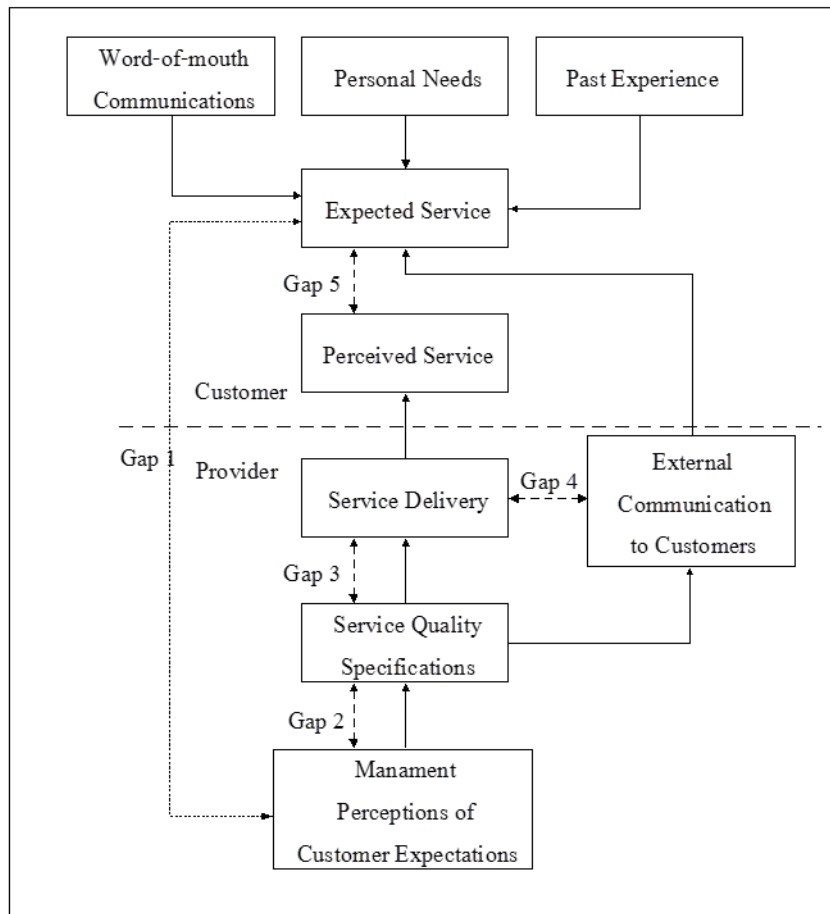 Word-of-mouth
Communications
Personal Needs
Past Experience
Expected Service
Gap 5
Perceived Service
Customer
Gap 1
Provider
Service Delivery
Gap 4
External
Communication
to Customers
Gap 3
Service Quality
Specifications
Gap 2
Manament
Perceptions of
Customer Expectations